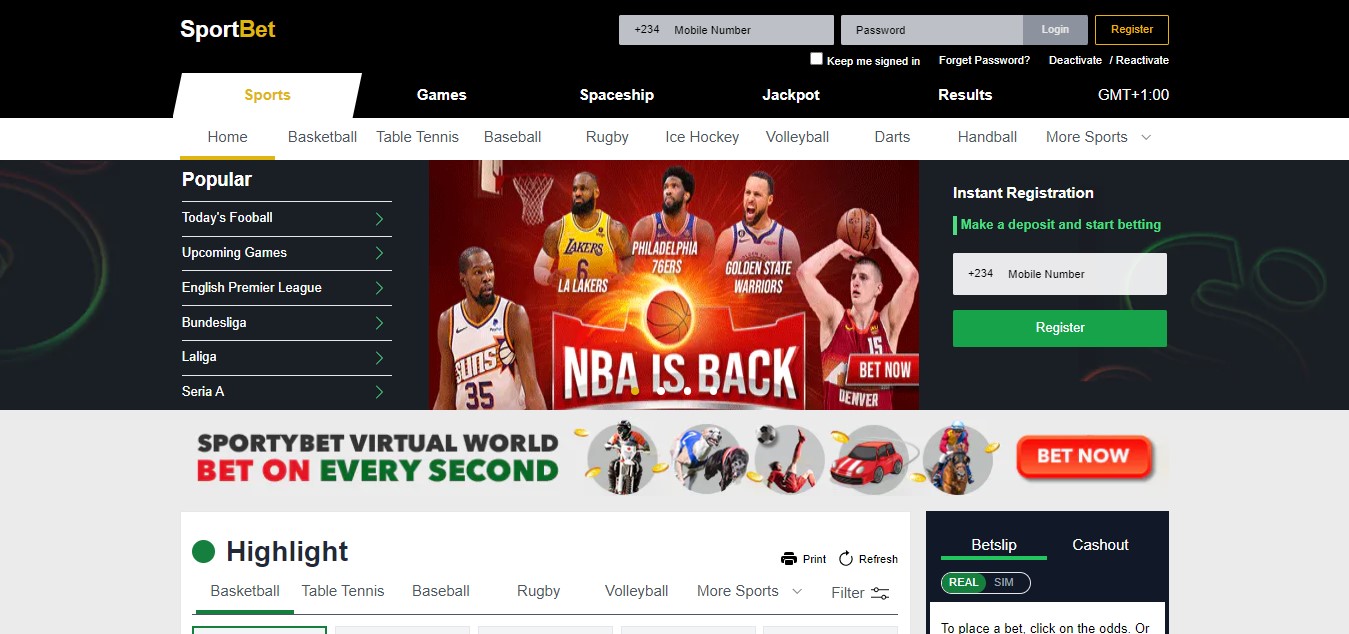 SportBet
+234 Mobile Number Password Login Register
Keep me signed in Forget Password? Deactivate / Reactivate
Sports Games Spaceship Jackpot Results GMT+1:00
Home Basketball Table Tennis Baseball Rugby Ice Hockey Volleyball Darts Handball More Sports
Popular
Today's Fooball
Upcoming Games
English Premier League
Bundesliga
Laliga
Seria A
LAKERS
6
LA LAKERS
PHILADELPHIA
76ERS
GOLDEN STATE
WARRIORS
SUNS
35
15
DENVER
NBA IS BACK
BET NOW
Instant Registration
Make a deposit and start betting
+234 Mobile Number
Register
SPORTYBET VIRTUAL WORLD
BET ON EVERY SECOND
BET NOW
Highlight
Print Refresh
Basketball Table Tennis Baseball Rugby Volleyball More Sports Filter
Betslip Cashout
REAL SIM
To place a bet, click on the odds. Or